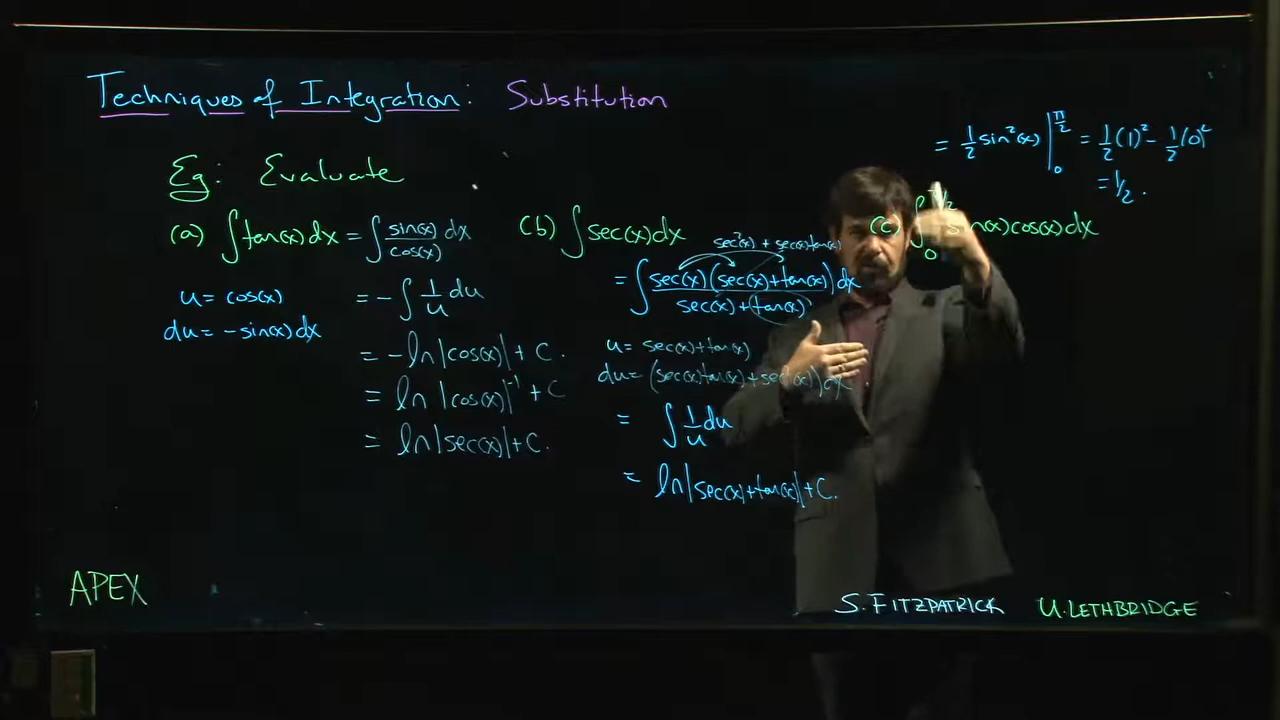 Techniques of Integration: Substitution
Eg: Evaluate
(a) ∫tan(x)dx = ∫ sin(x)/cos(x) dx
u = cos(x)
du = -sin(x)dx
= -∫ 1/u du
= -ln|cos(x)| + C.
= ln|cos(x)|⁻¹ + C
= ln|sec(x)| + C.
(b) ∫sec(x)dx
sec²(x) + sec(x)tan(x)
= ∫ sec(x)(sec(x)+tan(x))/sec(x)+tan(x) dx
u = sec(x)+tan(x)
du = (sec(x)tan(x)+sec²(x))dx
= ∫ 1/u du
= ln|sec(x)+tan(x)| + C.
(c) ∫₀^π/2 sin(x)cos(x)dx
= 1/2 sin²(x) |₀^π/2 = 1/2(1)² - 1/2(0)²
= 1/2.
APEX
S. FITZPATRICK U. LETHBRIDGE